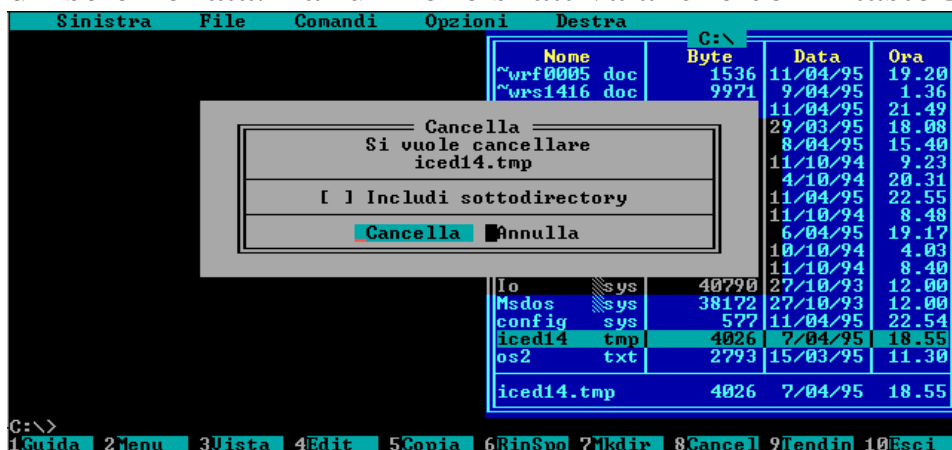 Sinistra File Comandi Opzioni Destra
C:\
Nome Byte Data Ora
~wrf0005 doc 1536 11/04/95 19.20
~wrs1416 doc 9971 9/04/95 1.36
11/04/95 21.49
29/03/95 18.08
8/04/95 15.40
11/10/94 9.23
4/10/94 20.31
11/04/95 22.55
11/10/94 8.48
6/04/95 19.17
10/10/94 4.03
11/10/94 8.40
Cancella
Si vuole cancellare
iced14.tmp
[ ] Includi sottodirectory
Cancella Annulla
Io sys 40790 27/10/93 12.00
Msdos sys 38172 27/10/93 12.00
config sys 577 11/04/95 22.54
iced14 tmp 4026 7/04/95 18.55
os2 txt 2793 15/03/95 11.30
iced14.tmp 4026 7/04/95 18.55
C:\>
1Guida 2Menu 3Vista 4Edit 5Copia 6RinSpo 7Mkdir 8Cancel 9Tendin 10Esci